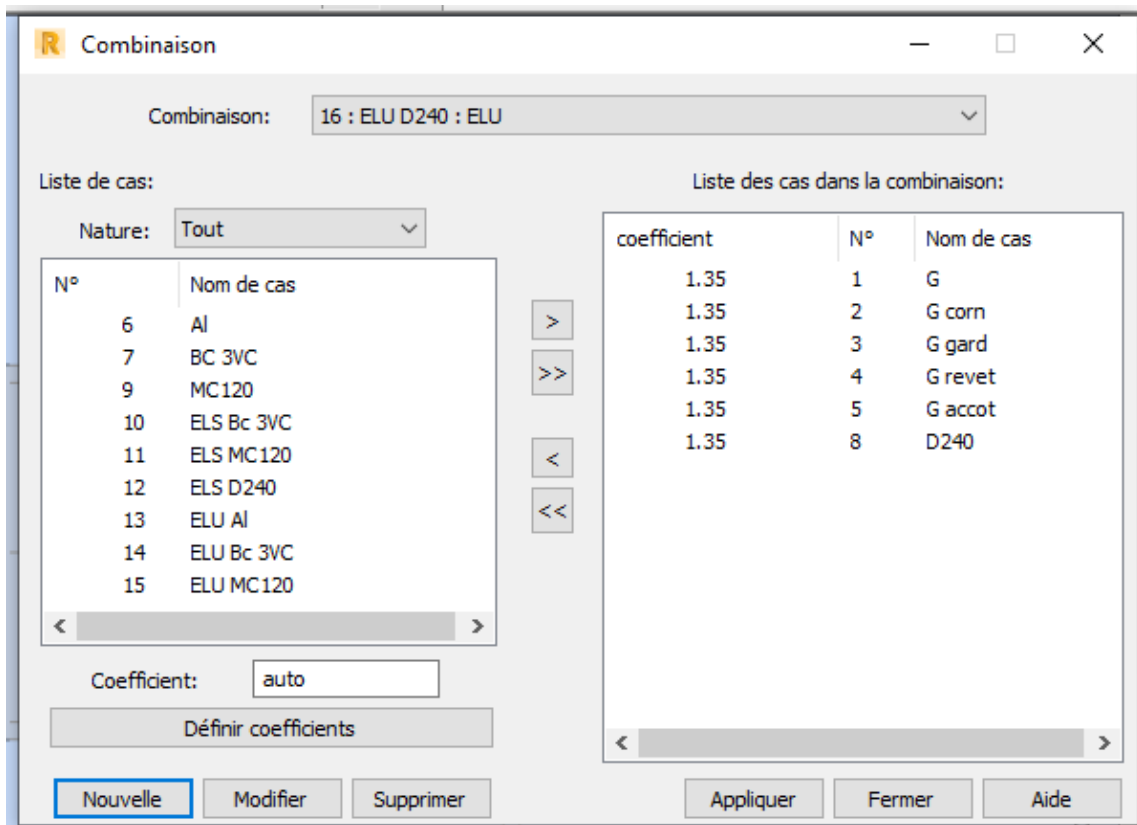 R Combinaison
Combinaison: 16 : ELU D240 : ELU
Liste de cas:
Nature: Tout
N° Nom de cas
6 Al
7 BC 3VC
9 MC120
10 ELS Bc 3VC
11 ELS MC120
12 ELS D240
13 ELU Al
14 ELU Bc 3VC
15 ELU MC120
Coefficient: auto
Définir coefficients
Nouvelle Modifier Supprimer
>
>>
<
<<
Liste des cas dans la combinaison:
coefficient N° Nom de cas
1.35 1 G
1.35 2 G corn
1.35 3 G gard
1.35 4 G revet
1.35 5 G accot
1.35 8 D240
Appliquer Fermer Aide